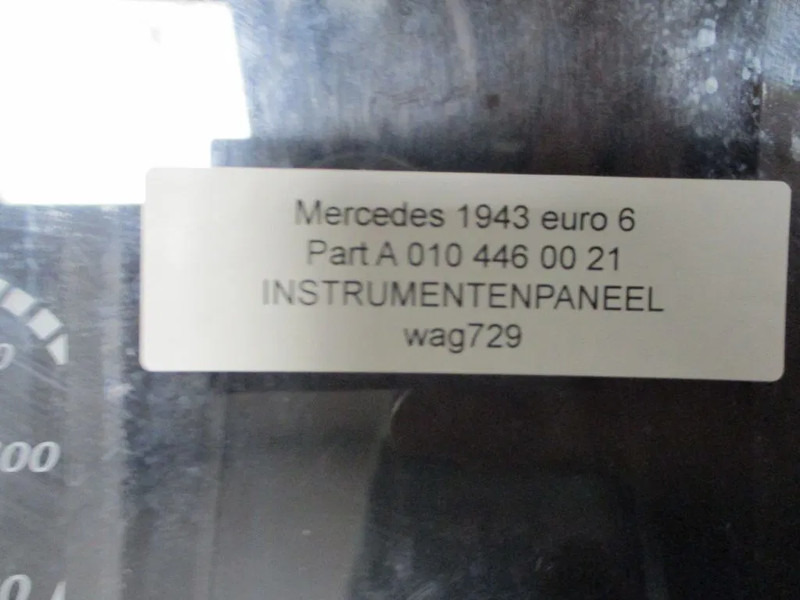 Mercedes 1943 euro 6
Part A 010 446 00 21
INSTRUMENTENPANEEL
wag729